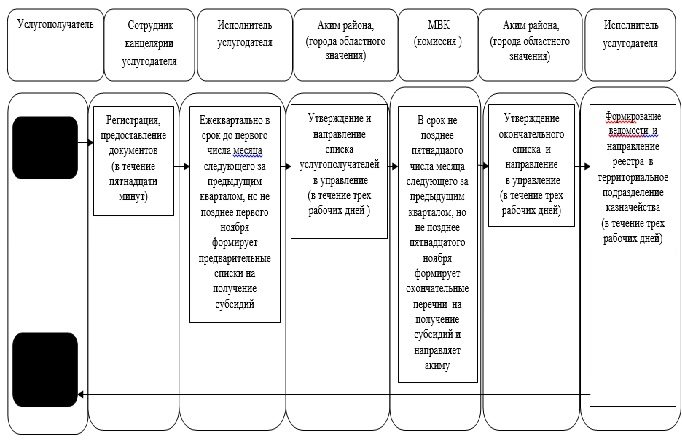 Услугополучатель
Сотрудник
канцелярии
услугодателя
Исполнитель
услугодателя
Аким района,
(города областного
значения)
МВК
(комиссия )
Аким района,
(города областного
значения)
Исполнитель
услугодателя
Регистрация,
предоставление
документов
(в течение
пятнадцати
минут)
Ежеквартально в
срок до первого
числа месяца
следующего за
предыдущим
кварталом, но не
позднее первого
ноября
формирует
предварительные
списки на
получение
субсидий
Утверждение и
направление
списка
услугополучателей
в управление
(в течение трех
рабочих дней )
В срок не
позднее
пятнадцаого
числа месяца
следующего за
предыдущим
кварталом, но
не позднее
пятнадцатого
ноября
формирует
окончательные
перечни на
получение
субсидий и
направляет
акиму
Утверждение
окончательного
списка и
направление
в управление
(в течение трех
рабочих дней)
Формирование
ведомости и
направление
реестра в
территориальное
подразделение
казначейства
(в течение трех
рабочих дней)